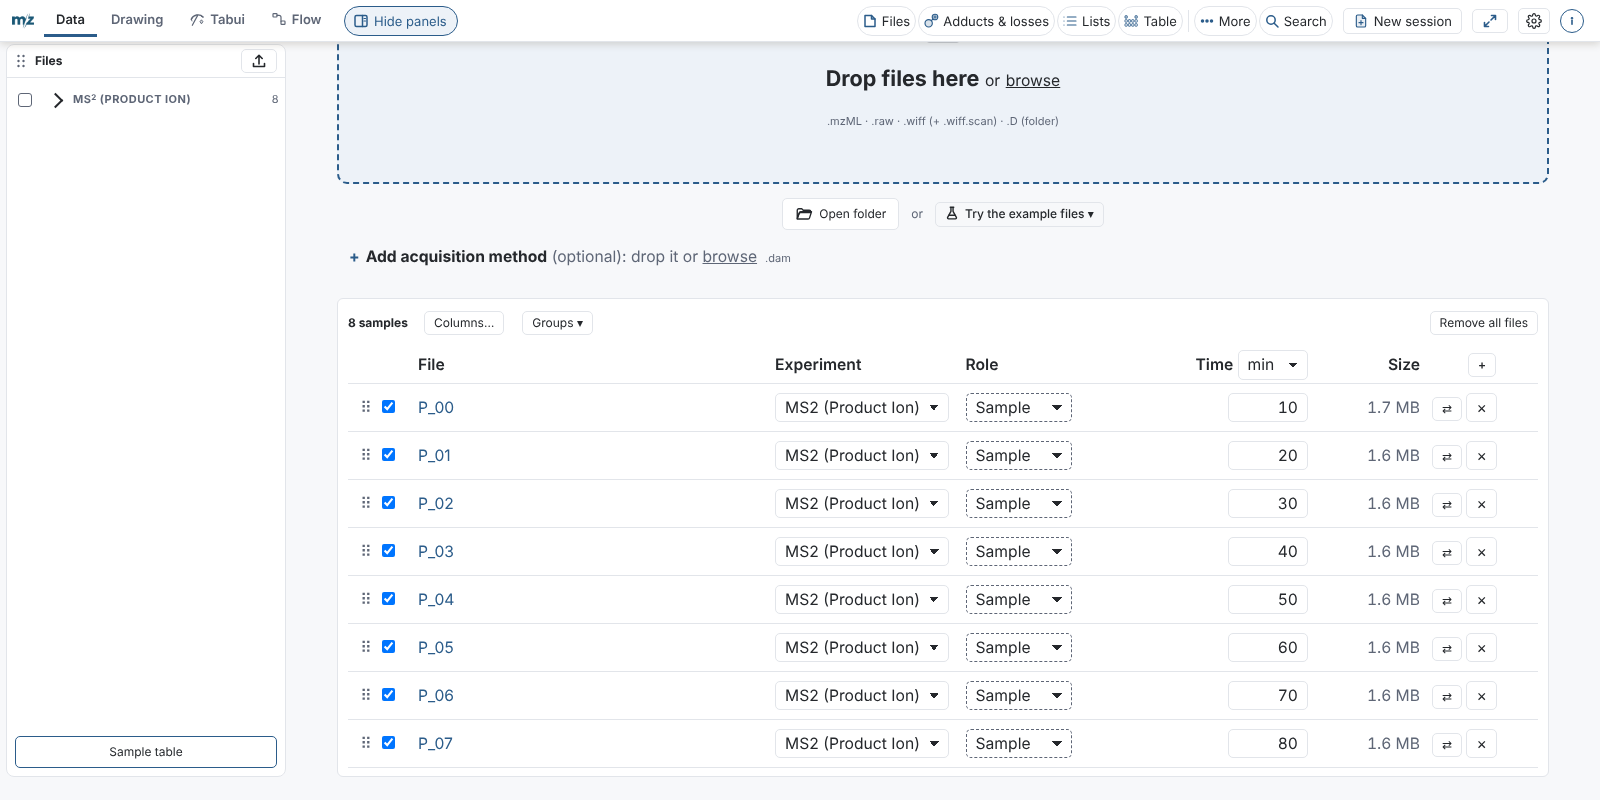 mz Data Drawing Tabui Flow Hide panels Files Adducts & losses Lists Table More Search New session
Files
MS² (PRODUCT ION) 8
Drop files here or browse
.mzML · .raw · .wiff (+ .wiff.scan) · .D (folder)
Open folder or Try the example files ▾
+ Add acquisition method (optional): drop it or browse .dam
8 samples Columns... Groups ▾ Remove all files
File Experiment Role Time min Size +
P_00 MS2 (Product Ion) Sample 10 1.7 MB
P_01 MS2 (Product Ion) Sample 20 1.6 MB
P_02 MS2 (Product Ion) Sample 30 1.6 MB
P_03 MS2 (Product Ion) Sample 40 1.6 MB
P_04 MS2 (Product Ion) Sample 50 1.6 MB
P_05 MS2 (Product Ion) Sample 60 1.6 MB
P_06 MS2 (Product Ion) Sample 70 1.6 MB
P_07 MS2 (Product Ion) Sample 80 1.6 MB
Sample table